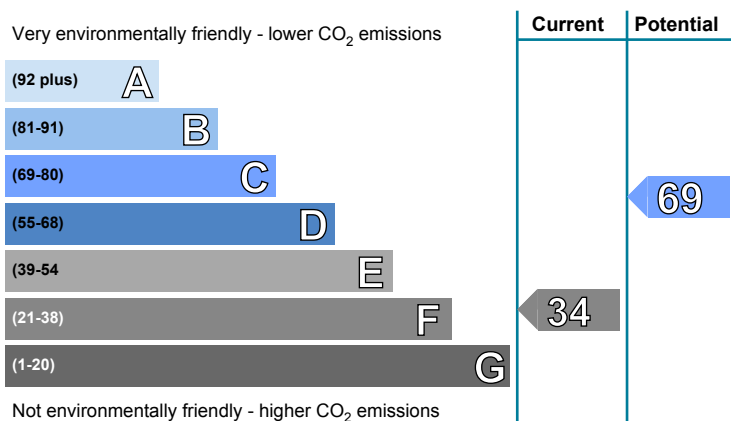 Very environmentally friendly - lower CO2 emissions
Current
Potential
(92 plus) A
(81-91) B
(69-80) C
69
(55-68) D
(39-54 E
(21-38) F
34
(1-20) G
Not environmentally friendly - higher CO2 emissions